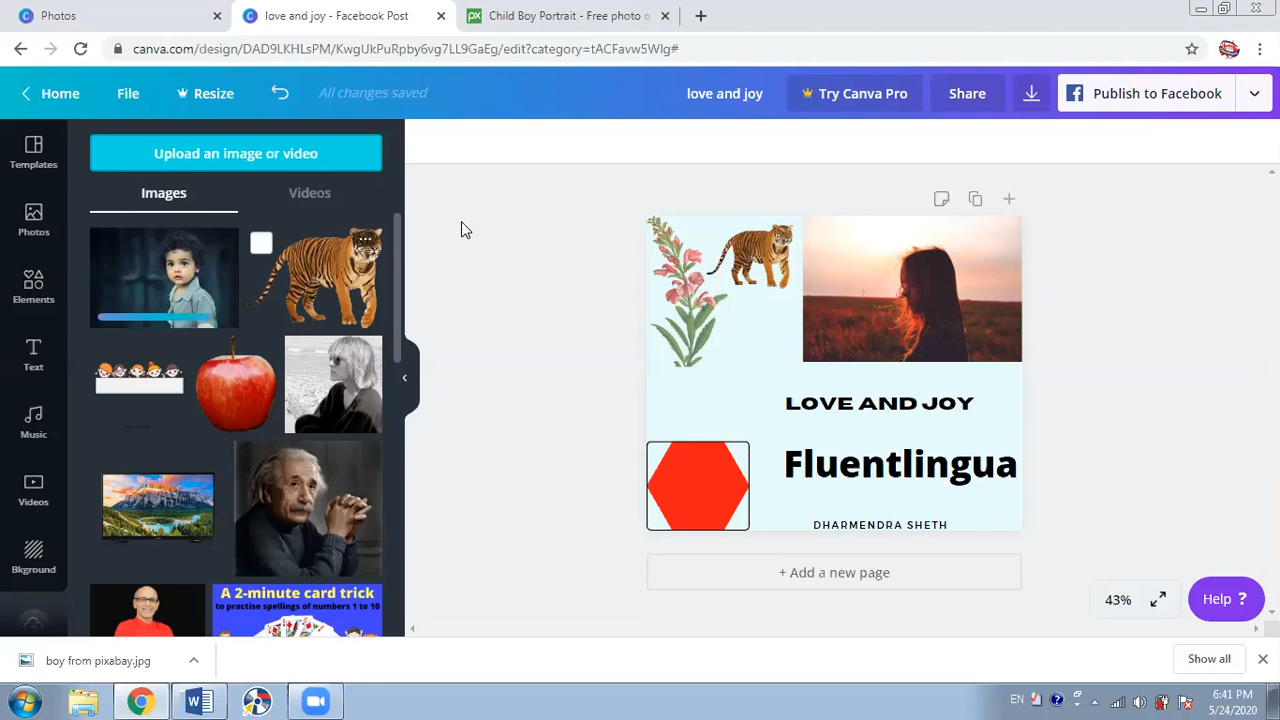 Photos
love and joy - Facebook Post
Child Boy Portrait - Free photo o
canva.com/design/DAD9LKHLsPM/KwgUkPuRpby6vg7LL9GaEg/edit?category=tACFavw5WIg#
Home
File
Resize
All changes saved
love and joy
Try Canva Pro
Share
Publish to Facebook
Upload an image or video
Images
Videos
Templates
Photos
Elements
Text
Music
Videos
Bkground
A 2-minute card trick
to practise spellings of numbers 1 to 10
LOVE AND JOY
Fluentlingua
DHARMENDRA SHETH
+ Add a new page
43%
Help ?
boy from pixabay.jpg
Show all
EN
6:41 PM
5/24/2020